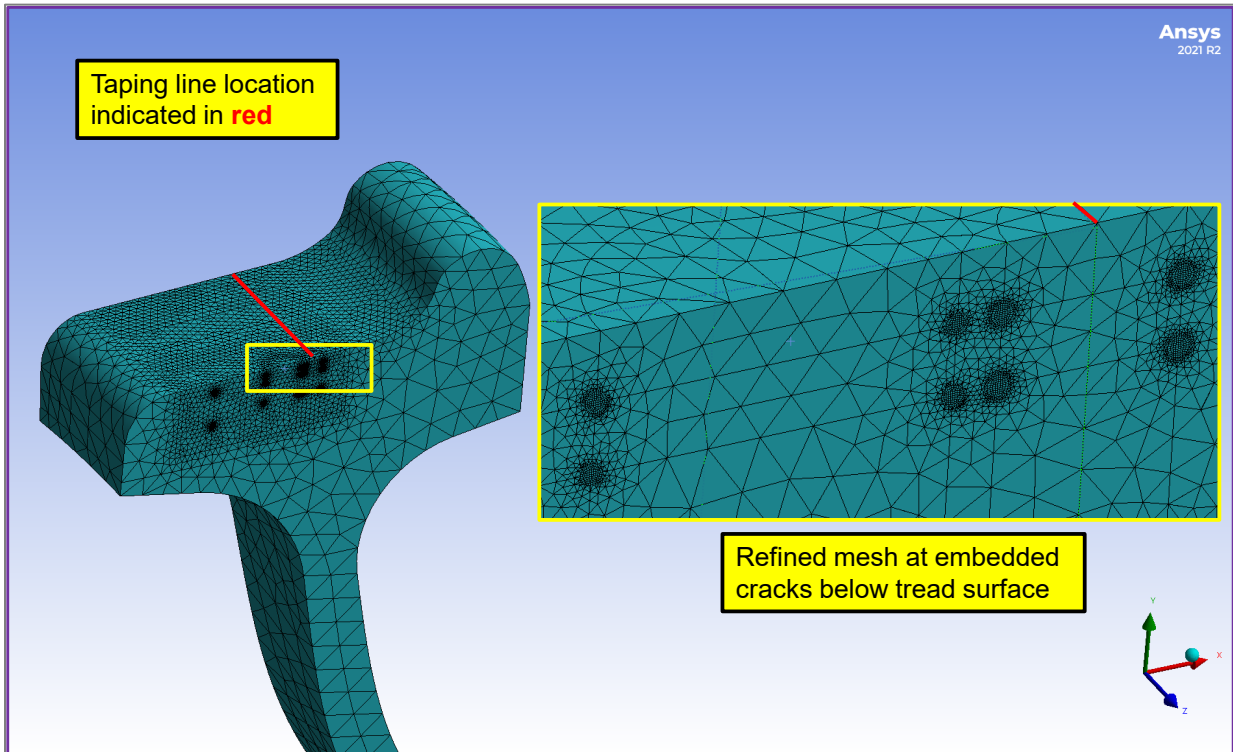 Ansys
2021 R2
Taping line location
indicated in red
Refined mesh at embedded
cracks below tread surface
Y
X
Z